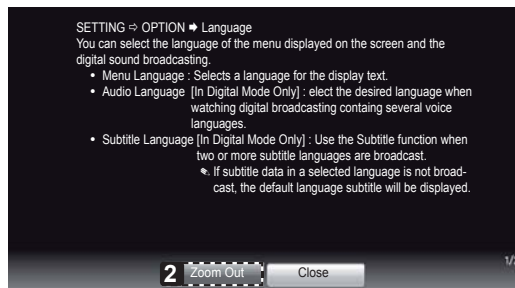 SETTING ⇨ OPTION ➡ Language
You can select the language of the menu displayed on the screen and the
digital sound broadcasting.
• Menu Language : Selects a language for the display text.
• Audio Language [In Digital Mode Only] : elect the desired language when
watching digital broadcasting containg several voice
languages.
• Subtitle Language [In Digital Mode Only] : Use the Subtitle function when
two or more subtitle languages are broadcast.
✎ If subtitle data in a selected language is not broad-
cast, the default language subtitle will be displayed.
2 Zoom Out Close